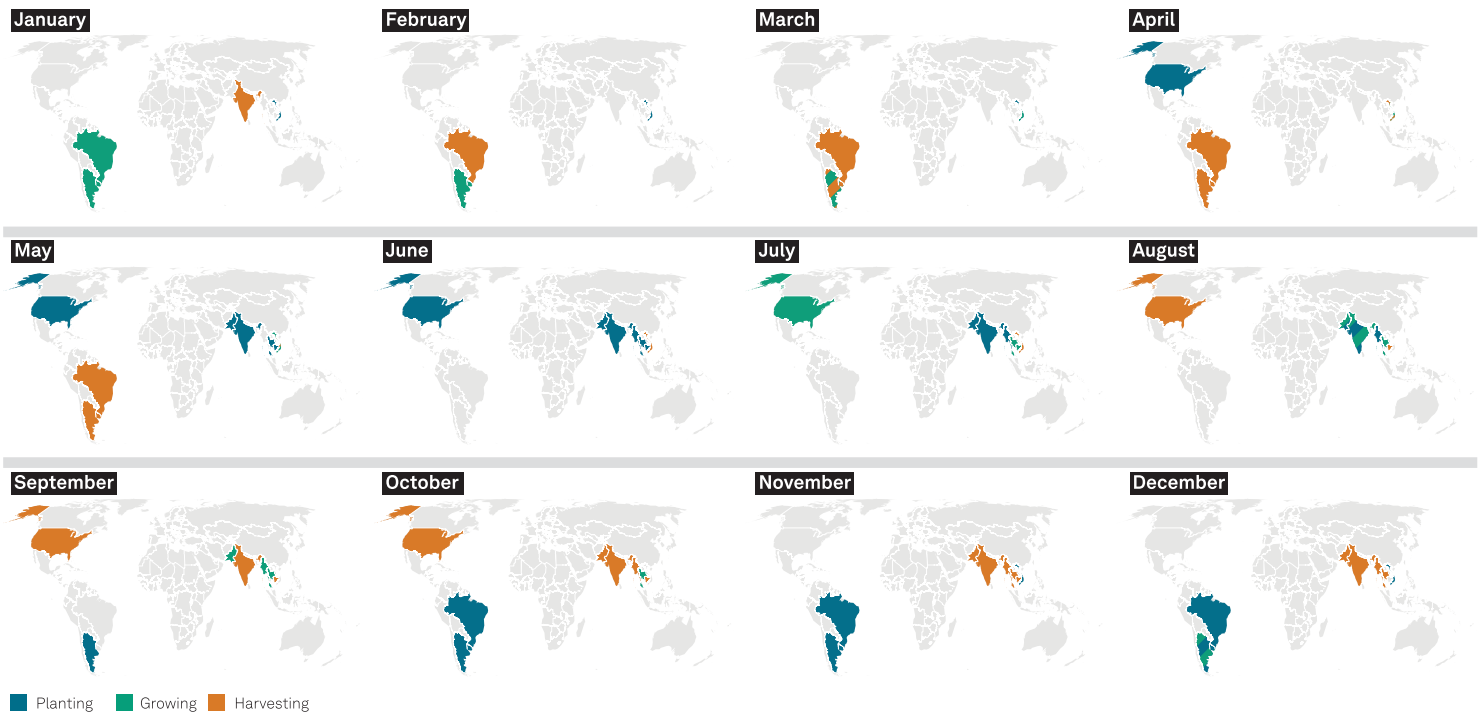 January
February
March
April
May
June
July
August
September
October
November
December
Planting
Growing
Harvesting